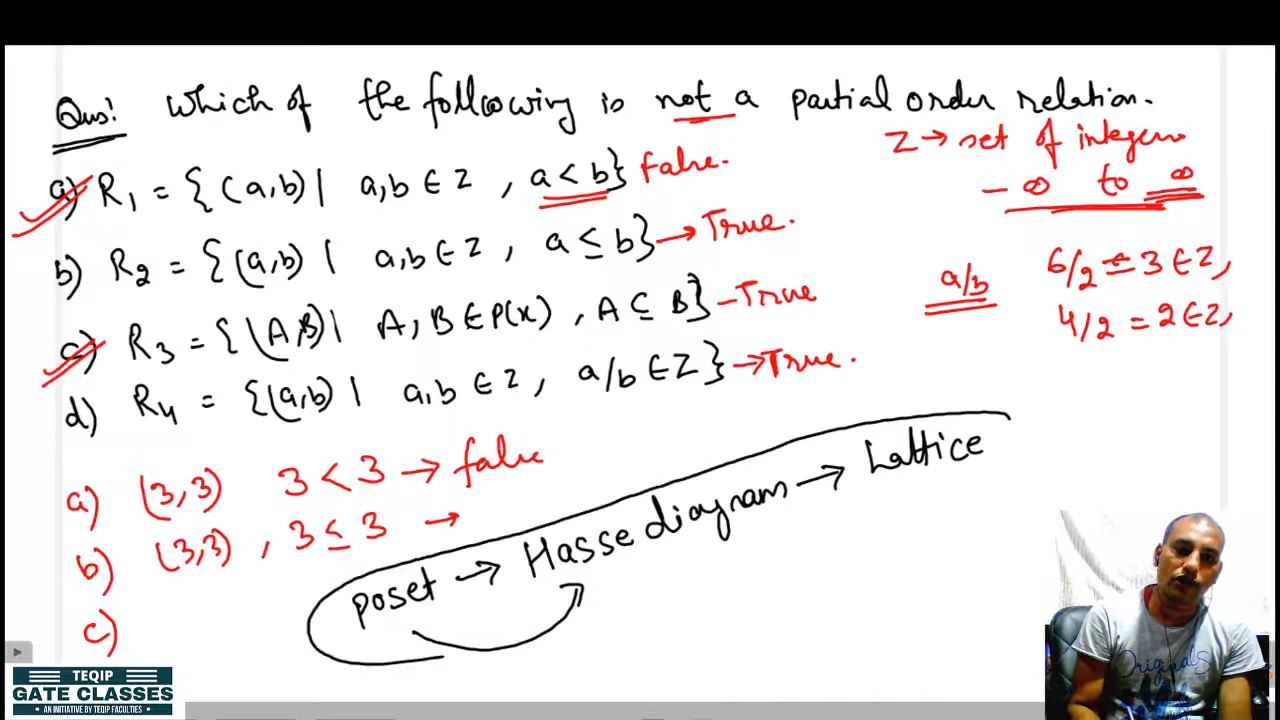 Qns! Which of the following is not a partial order relation.
Z → set of integers
- ∞ to ∞
a) R₁ = {(a,b) | a,b ∈ Z , a < b} false.
b) R₂ = {(a,b) | a,b ∈ Z , a ≤ b} → True.
c) R₃ = {(A,B) | A, B ∈ P(x) , A ⊆ B} - True
d) R₄ = {(a,b) | a,b ∈ Z , a/b ∈ Z} → True.
a/b 6/2 = 3 ∈ Z,
4/2 = 2 ∈ Z,
a) (3,3) 3 < 3 → false
b) (3,3) , 3 ≤ 3 →
c)
poset → Hasse diagram → Lattice
Originals
TEQIP
GATE CLASSES
AN INITIATIVE BY TEQIP FACULTIES